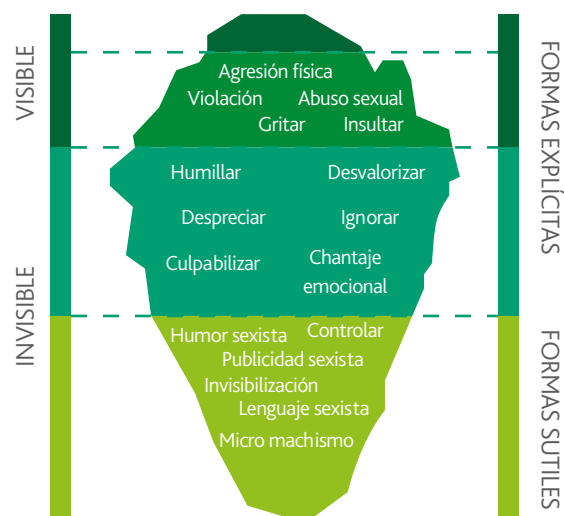 VISIBLE
INVISIBLE
Agresión física
Violación Abuso sexual
Gritar Insultar
Humillar Desvalorizar
Despreciar Ignorar
Culpabilizar Chantaje
emocional
Humor sexista Controlar
Publicidad sexista
Invisibilización
Lenguaje sexista
Micro machismo
FORMAS EXPLÍCITAS
FORMAS SUTILES